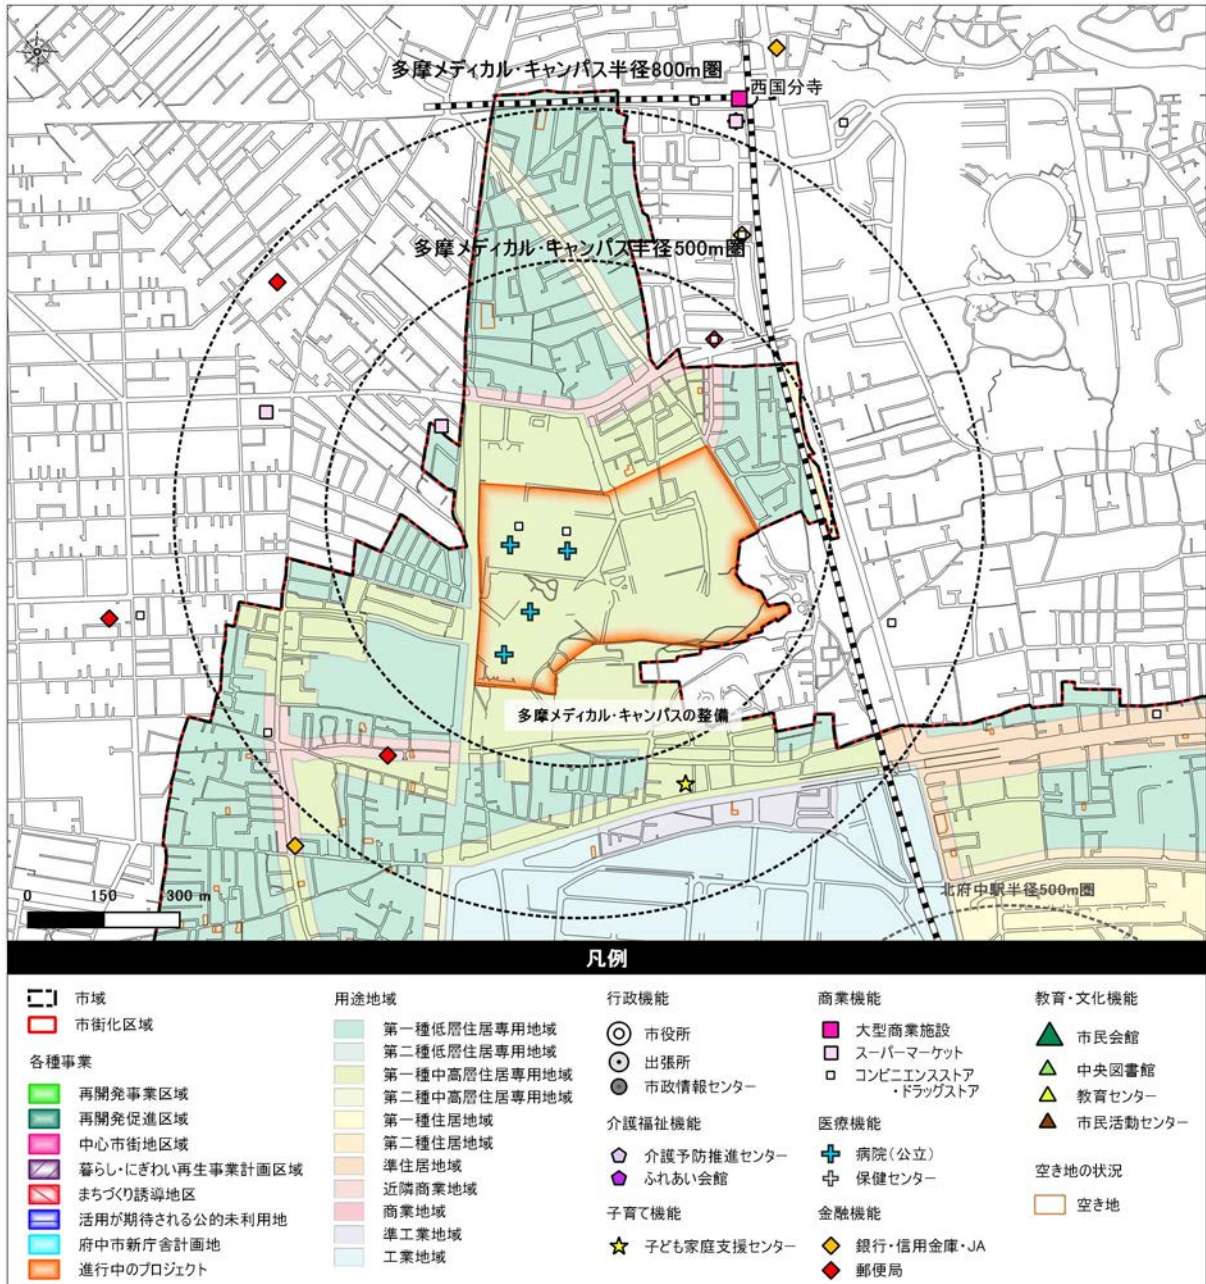 多摩メディカル・キャンパス半径800m圏
西国分寺
多摩メディカル・キャンパス半径500m圏
多摩メディカル・キャンパスの整備
北府中駅半径500m圏
0 150 300 m
凡例
市域
市街化区域
各種事業
再開発事業区域
再開発促進区域
中心市街地区域
暮らし・にぎわい再生事業計画区域
まちづくり誘導地区
活用が期待される公的未利用地
府中市新庁舎計画地
進行中のプロジェクト
用途地域
第一種低層住居専用地域
第二種低層住居専用地域
第一種中高層住居専用地域
第二種中高層住居専用地域
第一種住居地域
第二種住居地域
準住居地域
近隣商業地域
商業地域
準工業地域
工業地域
行政機能
市役所
出張所
市政情報センター
介護福祉機能
介護予防推進センター
ふれあい会館
子育て機能
子ども家庭支援センター
商業機能
大型商業施設
スーパーマーケット
コンビニエンスストア
・ドラッグストア
医療機能
病院（公立）
保健センター
金融機能
銀行・信用金庫・JA
郵便局
教育・文化機能
市民会館
中央図書館
教育センター
市民活動センター
空き地の状況
空き地